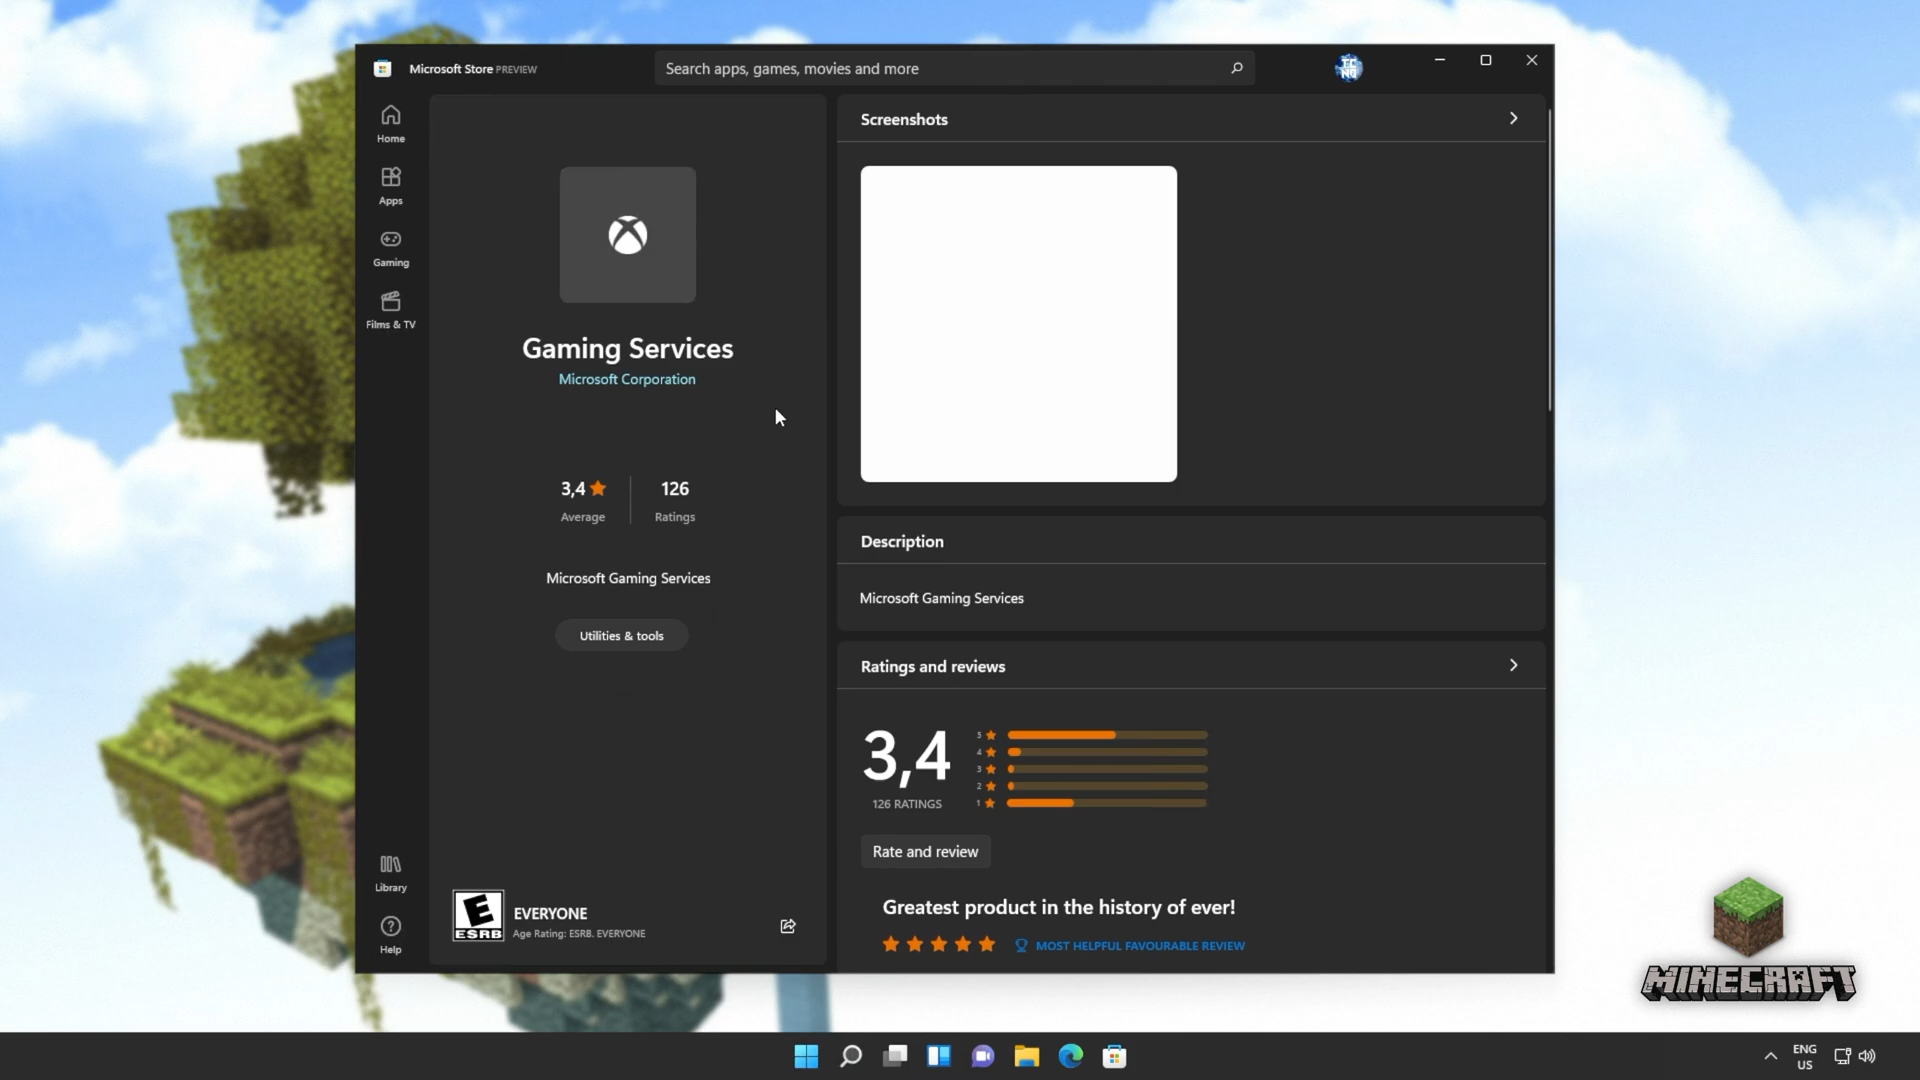 Microsoft Store PREVIEW
Search apps, games, movies and more
TC
NO
Home
Apps
Gaming
Films & TV
Library
Help
Gaming Services
Microsoft Corporation
3,4
126
Average
Ratings
Microsoft Gaming Services
Utilities & tools
E
ESRB
EVERYONE
Age Rating: ESRB. EVERYONE
Screenshots
Description
Microsoft Gaming Services
Ratings and reviews
3,4
126 RATINGS
5
4
3
2
1
Rate and review
Greatest product in the history of ever!
MOST HELPFUL FAVOURABLE REVIEW
MINECRAFT
ENG
US